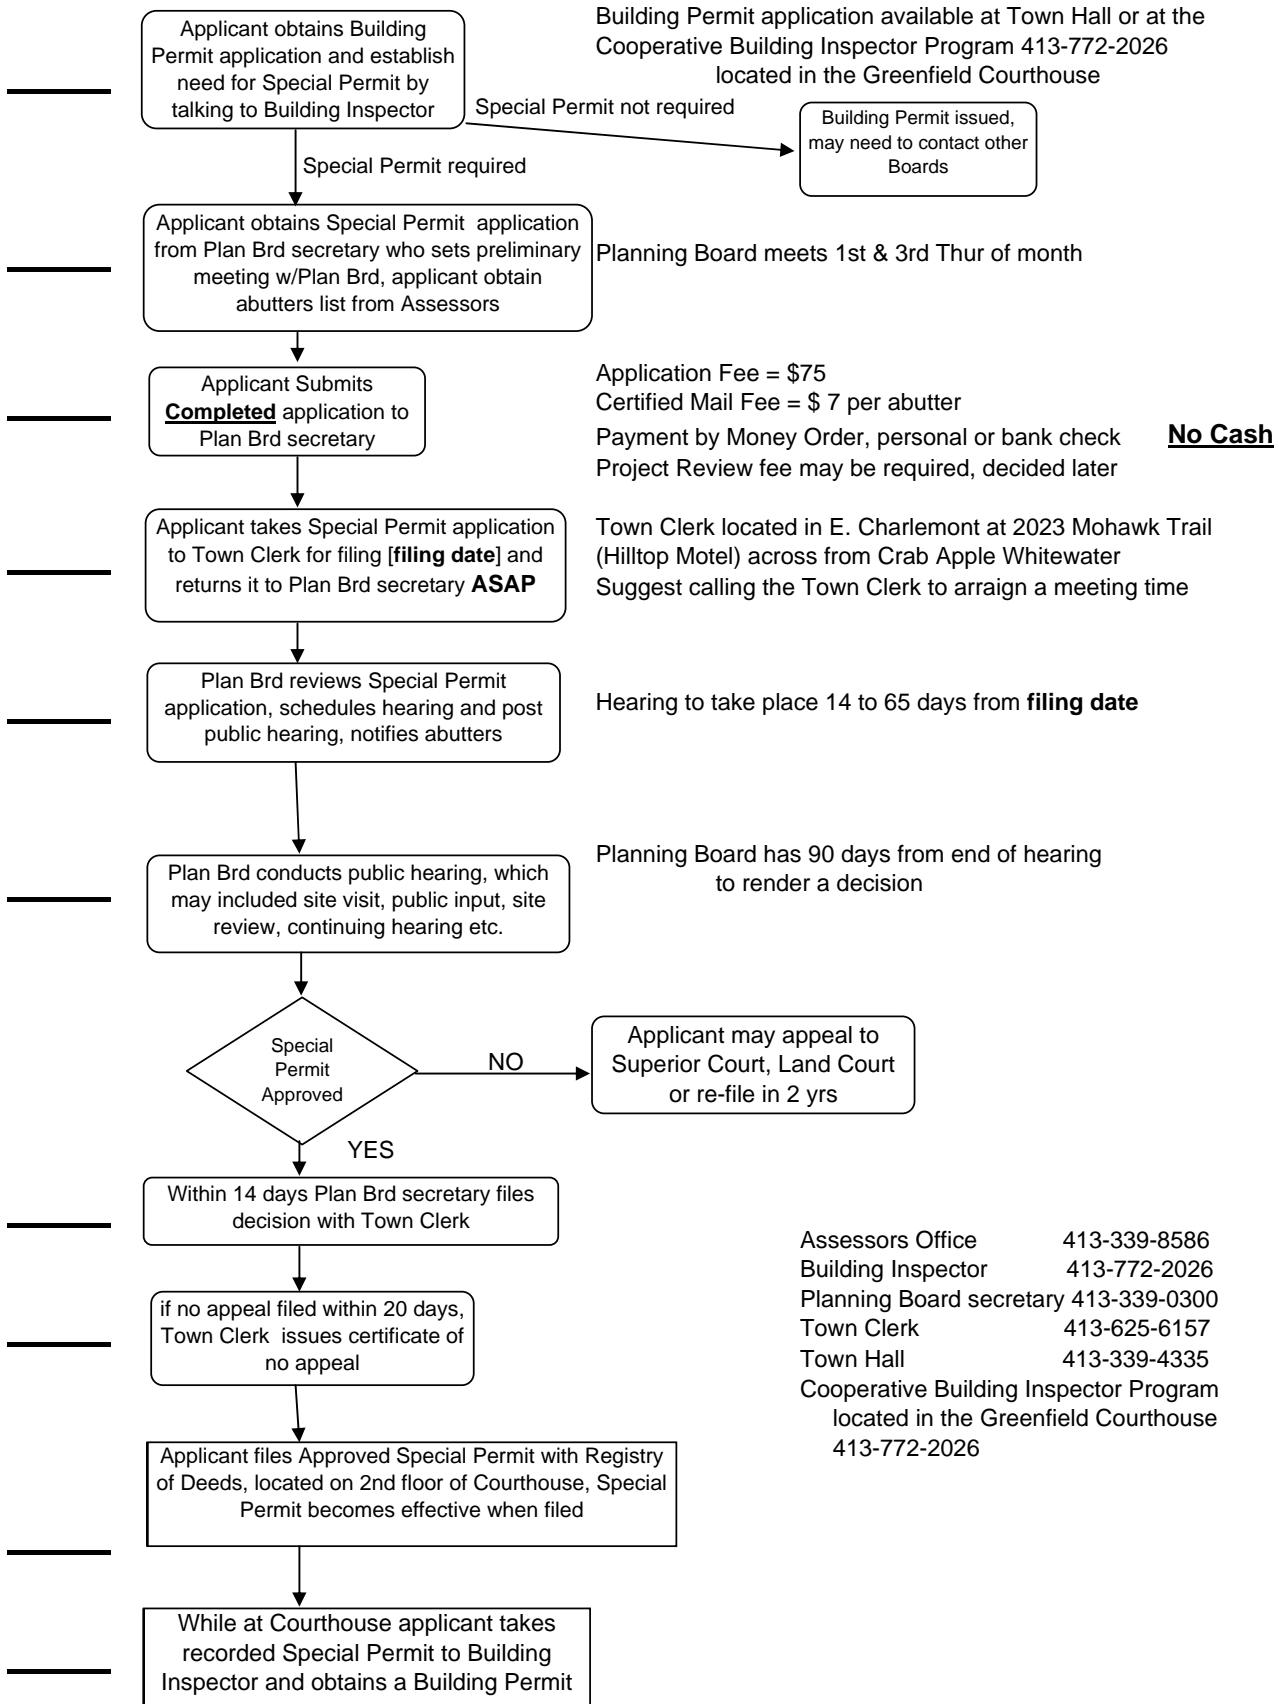 Applicant obtains Building
Permit application and establish
need for Special Permit by
talking to Building Inspector
Building Permit application available at Town Hall or at the
Cooperative Building Inspector Program 413-772-2026
located in the Greenfield Courthouse
Special Permit not required
Building Permit issued,
may need to contact other
Boards
Special Permit required
Applicant obtains Special Permit application
from Plan Brd secretary who sets preliminary
meeting w/Plan Brd, applicant obtain
abutters list from Assessors
Planning Board meets 1st & 3rd Thur of month
Applicant Submits
Completed application to
Plan Brd secretary
Application Fee = $75
Certified Mail Fee = $ 7 per abutter
Payment by Money Order, personal or bank check No Cash
Project Review fee may be required, decided later
Applicant takes Special Permit application
to Town Clerk for filing [filing date] and
returns it to Plan Brd secretary ASAP
Town Clerk located in E. Charlemont at 2023 Mohawk Trail
(Hilltop Motel) across from Crab Apple Whitewater
Suggest calling the Town Clerk to arraign a meeting time
Plan Brd reviews Special Permit
application, schedules hearing and post
public hearing, notifies abutters
Hearing to take place 14 to 65 days from filing date
Plan Brd conducts public hearing, which
may included site visit, public input, site
review, continuing hearing etc.
Planning Board has 90 days from end of hearing
to render a decision
Special
Permit
Approved
NO
Applicant may appeal to
Superior Court, Land Court
or re-file in 2 yrs
YES
Within 14 days Plan Brd secretary files
decision with Town Clerk
if no appeal filed within 20 days,
Town Clerk issues certificate of
no appeal
Assessors Office 413-339-8586
Building Inspector 413-772-2026
Planning Board secretary 413-339-0300
Town Clerk 413-625-6157
Town Hall 413-339-4335
Cooperative Building Inspector Program
located in the Greenfield Courthouse
413-772-2026
Applicant files Approved Special Permit with Registry
of Deeds, located on 2nd floor of Courthouse, Special
Permit becomes effective when filed
While at Courthouse applicant takes
recorded Special Permit to Building
Inspector and obtains a Building Permit